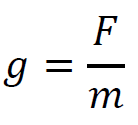 g = F/m